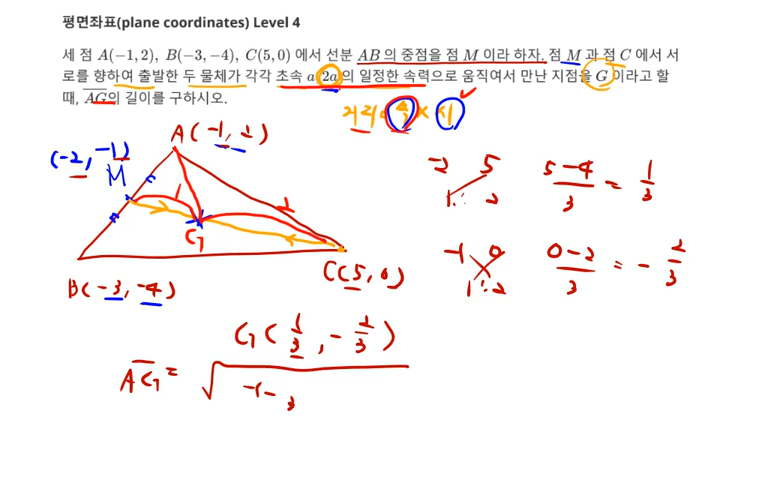 평면좌표(plane coordinates) Level 4
세 점 A(−1, 2), B(−3, −4), C(5, 0) 에서 선분 AB 의 중점을 점 M 이라 하자. 점 M 과 점 C 에서 서
로를 향하여 출발한 두 물체가 각각 초속 a, 2a 의 일정한 속력으로 움직여서 만난 지점을 G 이라고 할
때, AG의 길이를 구하시오.
A(-1, 2)
(-2, -1)
M
1
2
G
B(-3, -4)
C(5, 0)
-2 5
1 : 2
5-4/3 = 1/3
-1 0
1 : 2
0-2/3 = -2/3
G(1/3, -2/3)
AG = √
-1- 3